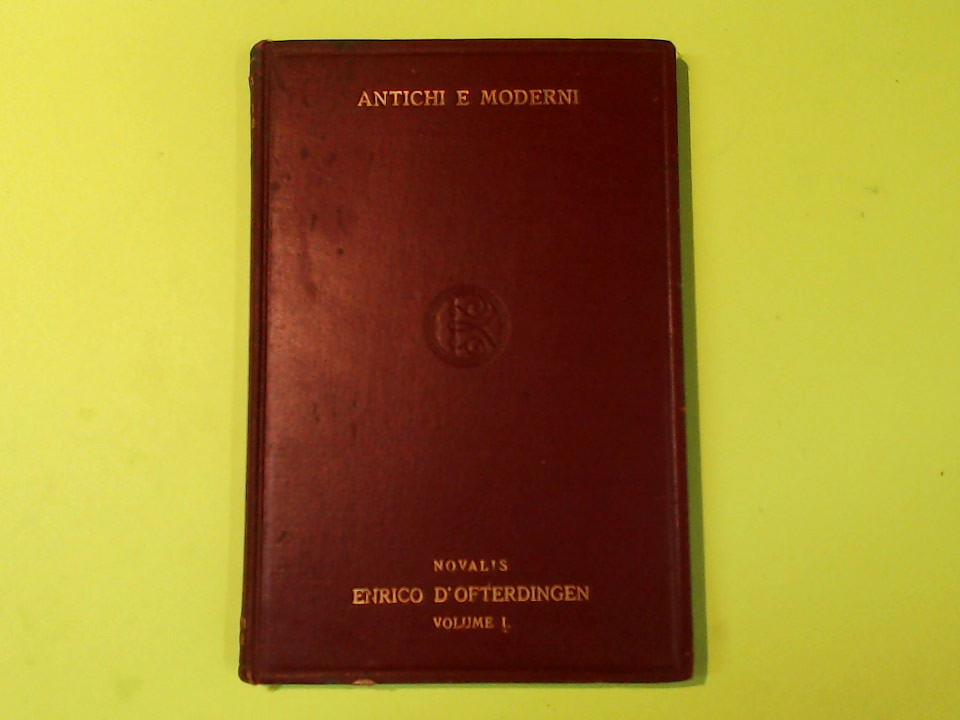 ANTICHI E MODERNI
NOVALIS
ENRICO D'OFTERDINGEN
VOLUME I.